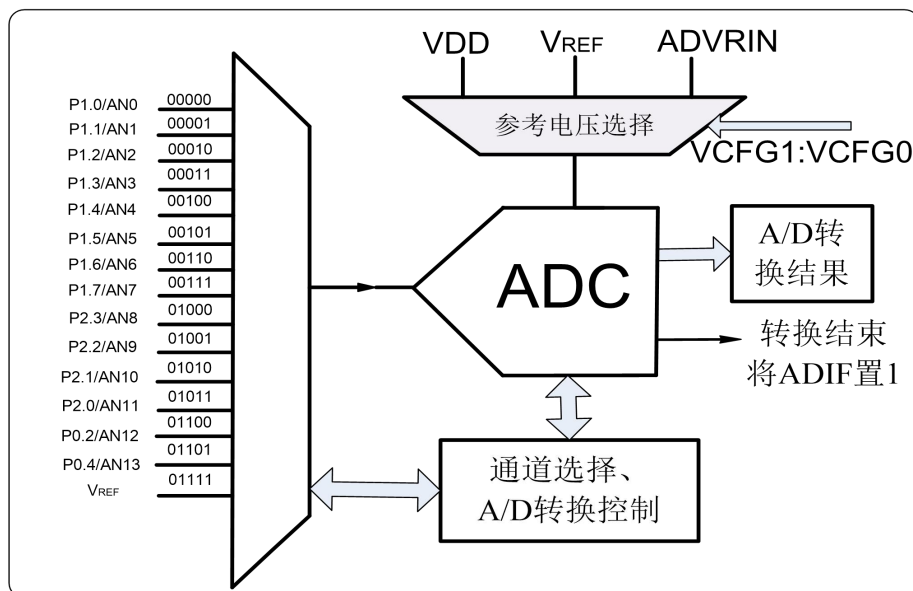 VDD VREF ADVRIN
参考电压选择
VCFG1:VCFG0
P1.0/AN0 00000
P1.1/AN1 00001
P1.2/AN2 00010
P1.3/AN3 00011
P1.4/AN4 00100
P1.5/AN5 00101
P1.6/AN6 00110
P1.7/AN7 00111
P2.3/AN8 01000
P2.2/AN9 01001
P2.1/AN10 01010
P2.0/AN11 01011
P0.2/AN12 01100
P0.4/AN13 01101
VREF 01111
ADC
A/D转
换结果
转换结束
将ADIF置1
通道选择、
A/D转换控制